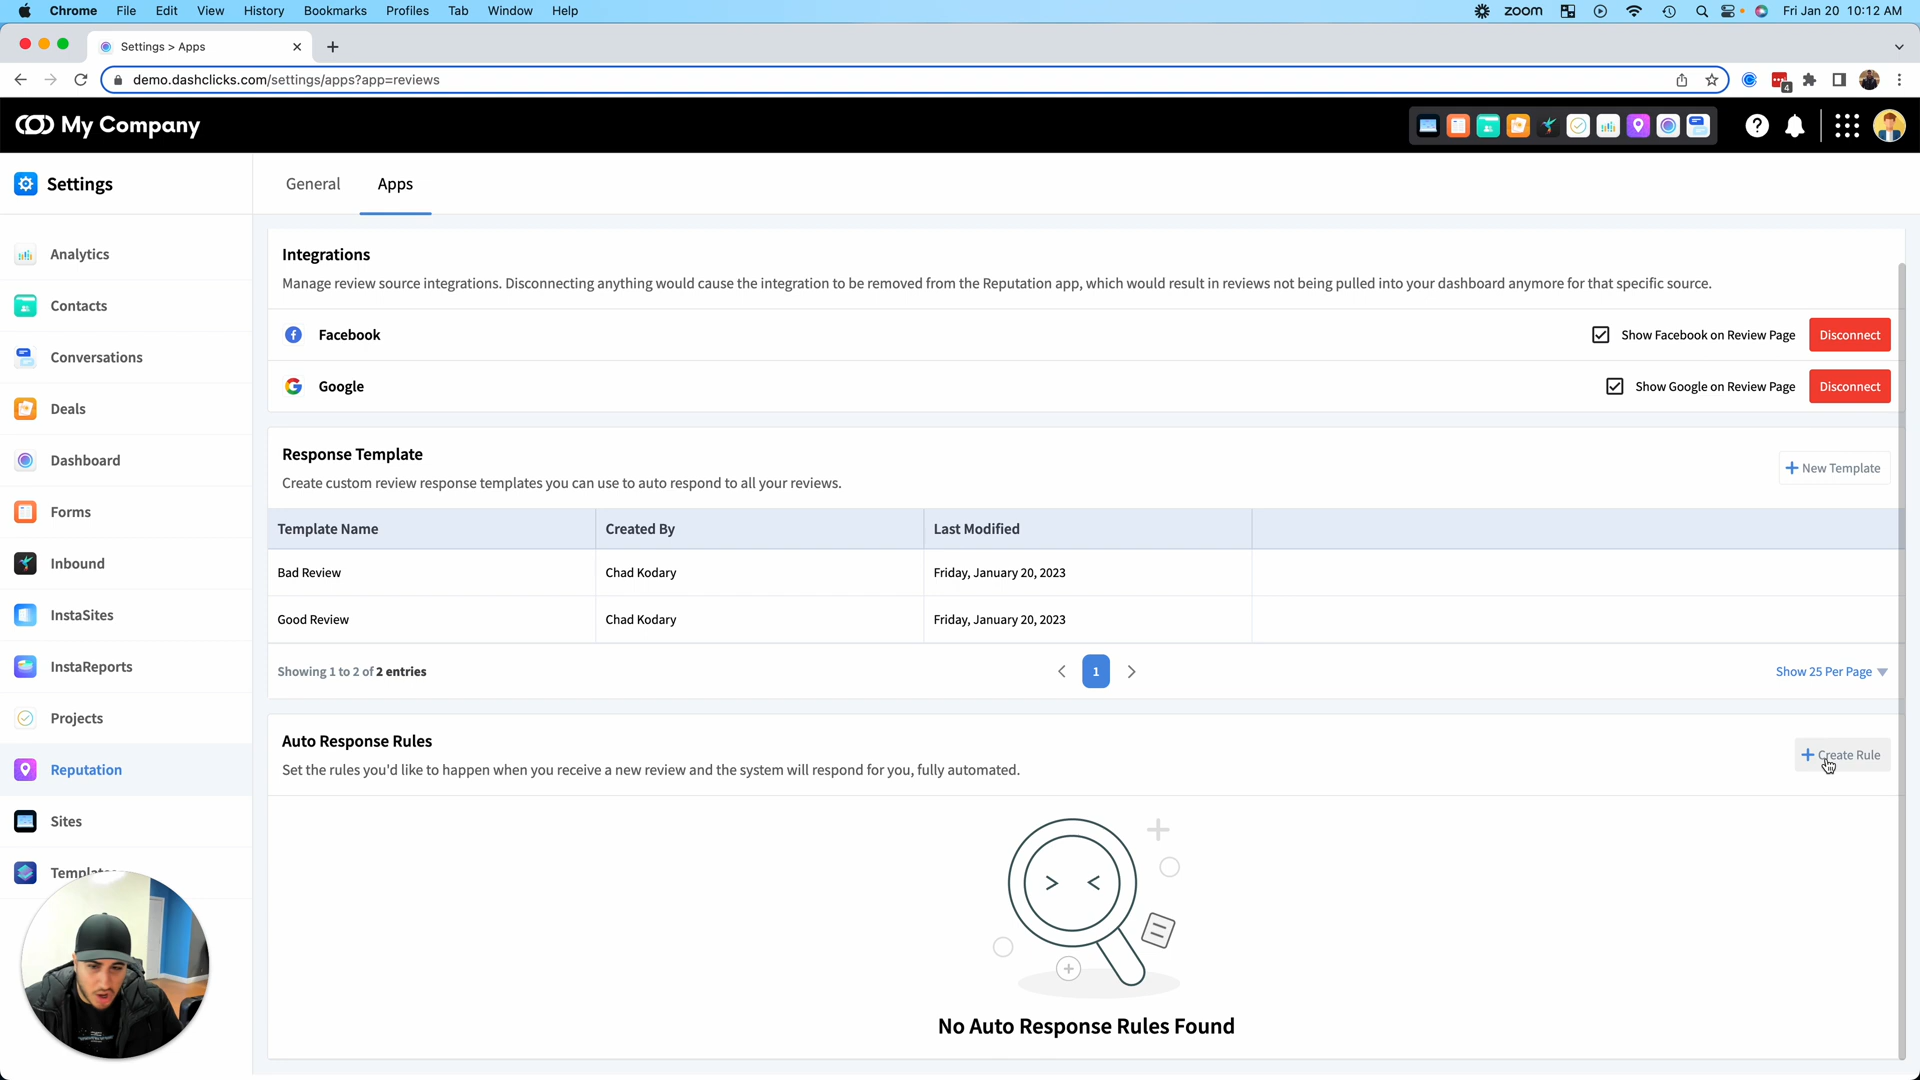 Chrome File Edit View History Bookmarks Profiles Tab Window Help zoom Fri Jan 20 10:12 AM
Settings > Apps
demo.dashclicks.com/settings/apps?app=reviews
4
My Company
Settings
General Apps
Analytics
Contacts
Conversations
Deals
Dashboard
Forms
Inbound
InstaSites
InstaReports
Projects
Reputation
Sites
Integrations
Manage review source integrations. Disconnecting anything would cause the integration to be removed from the Reputation app, which would result in reviews not being pulled into your dashboard anymore for that specific source.
Facebook Show Facebook on Review Page Disconnect
Google Show Google on Review Page Disconnect
Response Template
Create custom review response templates you can use to auto respond to all your reviews.
+ New Template
Template Name Created By Last Modified
Bad Review Chad Kodary Friday, January 20, 2023
Good Review Chad Kodary Friday, January 20, 2023
Showing 1 to 2 of 2 entries < 1 > Show 25 Per Page
Auto Response Rules
Set the rules you'd like to happen when you receive a new review and the system will respond for you, fully automated.
+ Create Rule
No Auto Response Rules Found